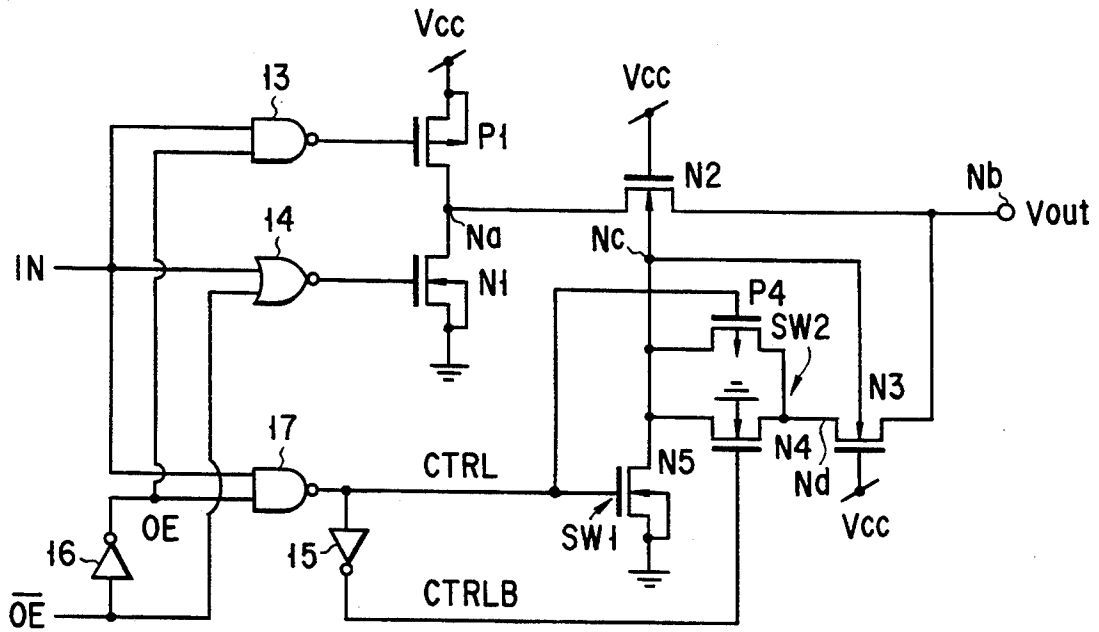 Vcc
13
Vcc
P1
N2
Nb
Vout
Na
14
Nc
IN
N1
P4
SW2
N3
17
CTRL
N5
N4
Nd
OE
SW1
Vcc
16
15
CTRLB
O̅E̅